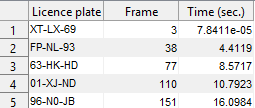 Licence plate Frame Time (sec.)
1 XT-LX-69 3 7.8411e-05
2 FP-NL-93 38 4.4119
3 63-HK-HD 77 8.5717
4 01-XJ-ND 110 10.7923
5 96-N0-JB 151 16.0984